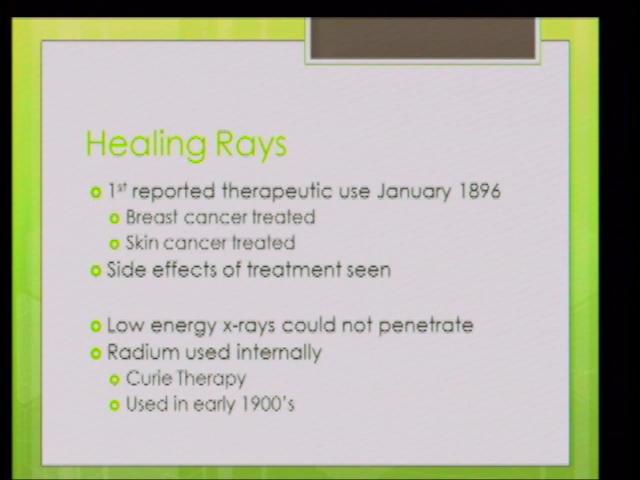 Healing Rays
1st reported therapeutic use January 1896
Breast cancer treated
Skin cancer treated
Side effects of treatment seen
Low energy x-rays could not penetrate
Radium used internally
Curie Therapy
Used in early 1900's